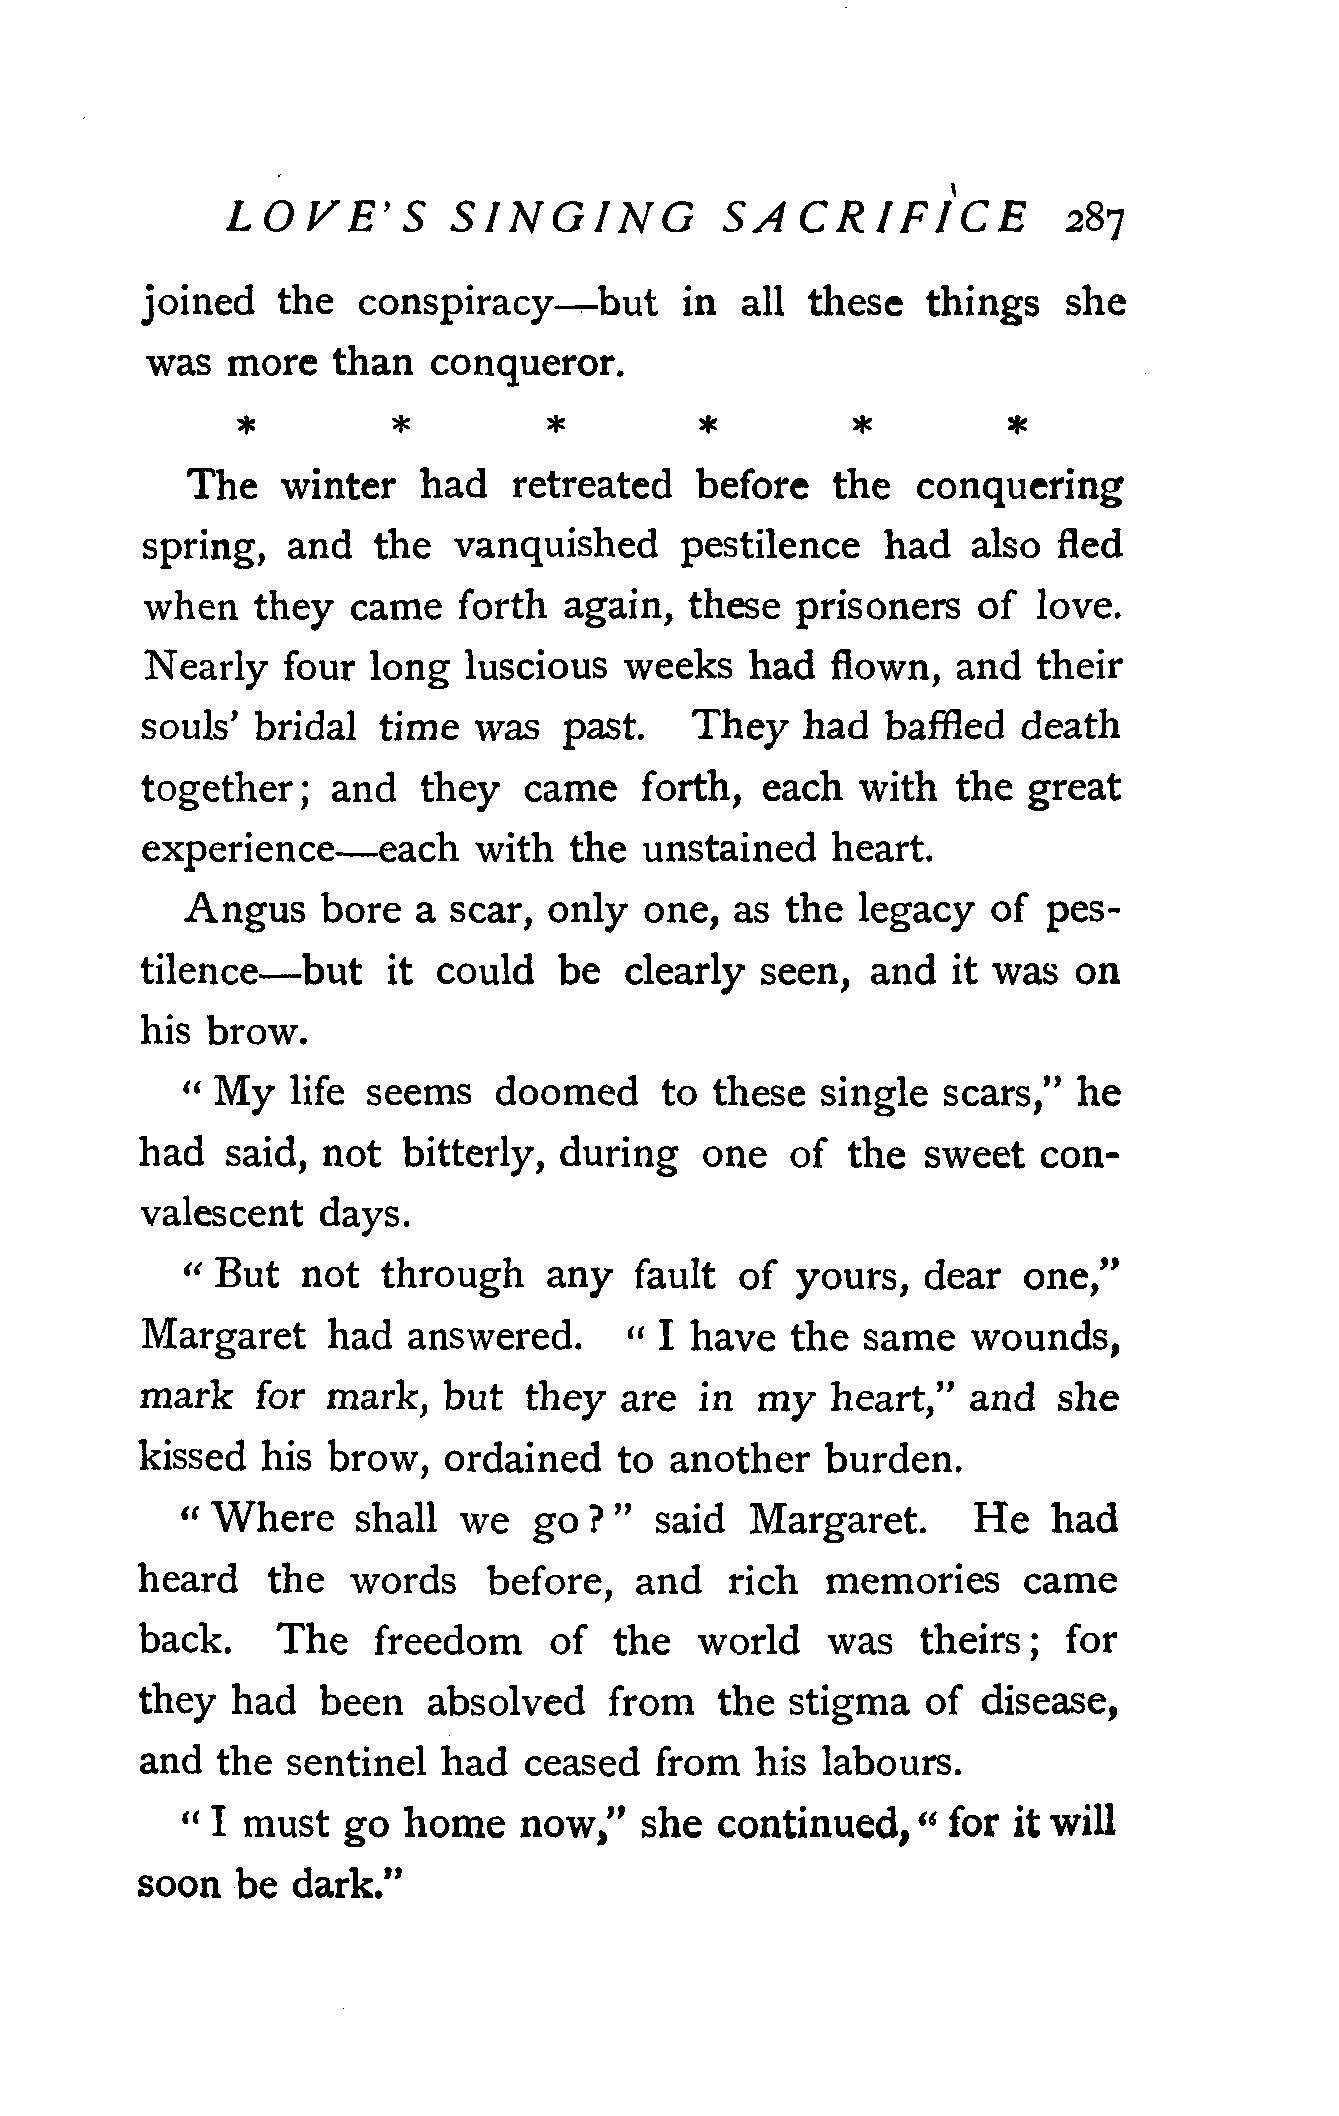 LOVE'S SINGING SACRIFICE 287
joined the conspiracy—but in all these things she
was more than conqueror.
* * * * * *
The winter had retreated before the conquering
spring, and the vanquished pestilence had also fled
when they came forth again, these prisoners of love.
Nearly four long luscious weeks had flown, and their
souls' bridal time was past. They had baffled death
together; and they came forth, each with the great
experience—each with the unstained heart.
Angus bore a scar, only one, as the legacy of pes-
tilence—but it could be clearly seen, and it was on
his brow.
"My life seems doomed to these single scars," he
had said, not bitterly, during one of the sweet con-
valescent days.
"But not through any fault of yours, dear one,"
Margaret had answered. "I have the same wounds,
mark for mark, but they are in my heart," and she
kissed his brow, ordained to another burden.
"Where shall we go?" said Margaret. He had
heard the words before, and rich memories came
back. The freedom of the world was theirs; for
they had been absolved from the stigma of disease,
and the sentinel had ceased from his labours.
"I must go home now," she continued, "for it will
soon be dark."